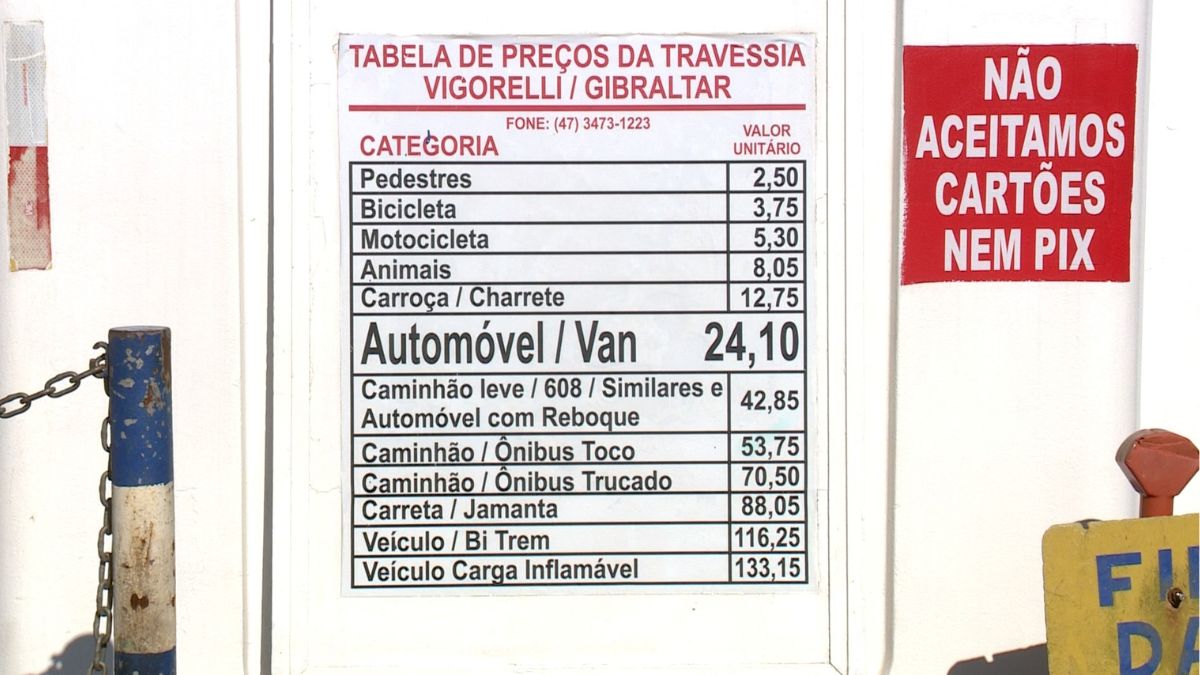 TABELA DE PREÇOS DA TRAVESSIA
VIGORELLI / GIBRALTAR
FONE: (47) 3473-1223
CATEGORIA VALOR UNITÁRIO
Pedestres 2,50
Bicicleta 3,75
Motocicleta 5,30
Animais 8,05
Carroça / Charrete 12,75
Automóvel / Van 24,10
Caminhão leve / 608 / Similares e
Automóvel com Reboque 42,85
Caminhão / Ônibus Toco 53,75
Caminhão / Ônibus Trucado 70,50
Carreta / Jamanta 88,05
Veículo / Bi Trem 116,25
Veículo Carga Inflamável 133,15
NÃO
ACEITAMOS
CARTÕES
NEM PIX
DA